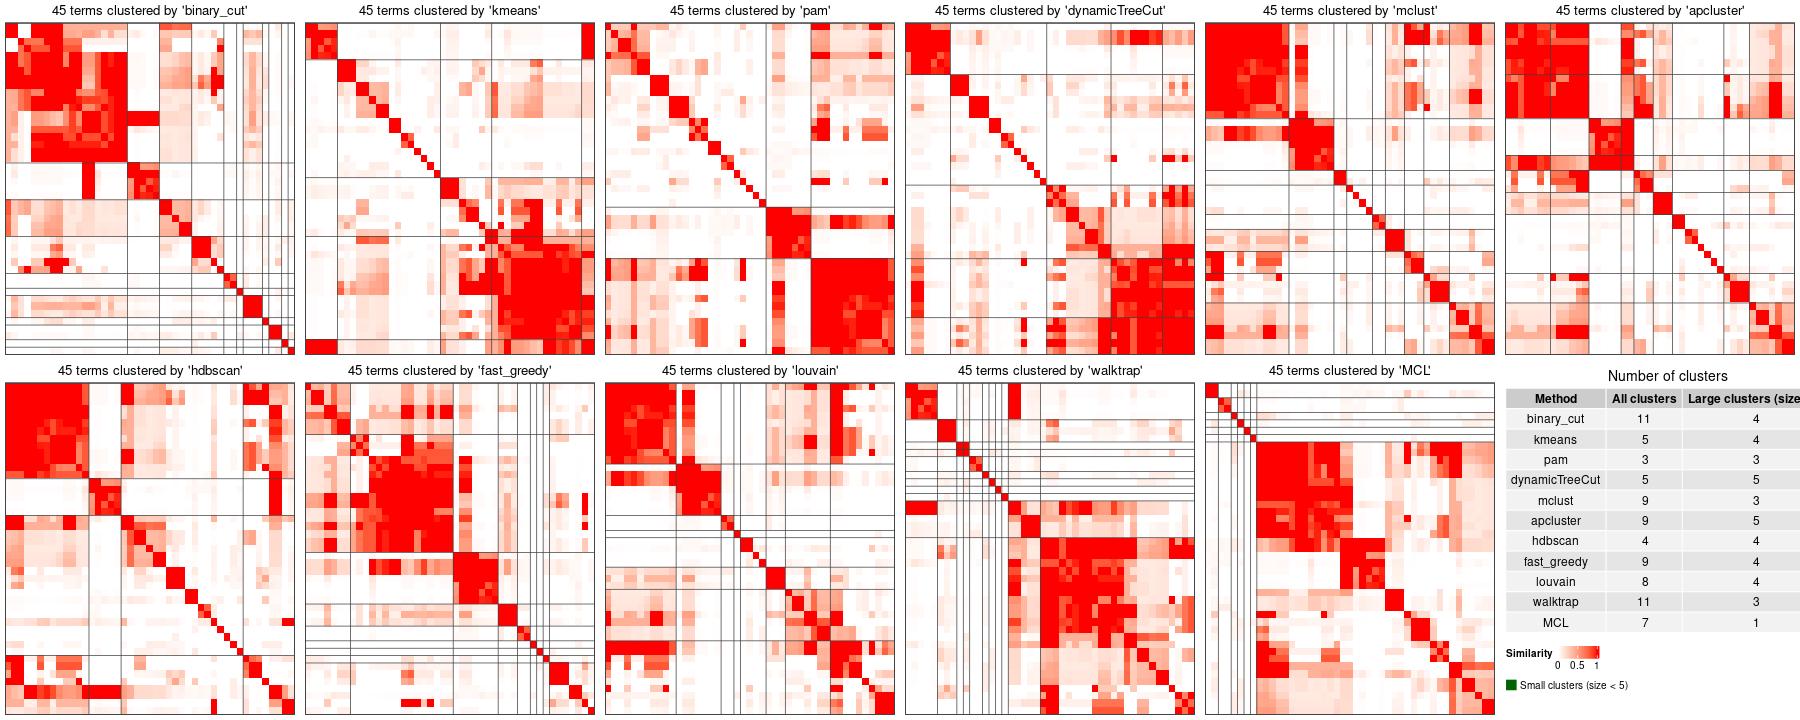 45 terms clustered by 'binary_cut'
45 terms clustered by 'kmeans'
45 terms clustered by 'pam'
45 terms clustered by 'dynamicTreeCut'
45 terms clustered by 'mclust'
45 terms clustered by 'apcluster'
45 terms clustered by 'hdbscan'
45 terms clustered by 'fast_greedy'
45 terms clustered by 'louvain'
45 terms clustered by 'walktrap'
45 terms clustered by 'MCL'
Number of clusters
Method All clusters Large clusters (size
binary_cut 11 4
kmeans 5 4
pam 3 3
dynamicTreeCut 5 5
mclust 9 3
apcluster 9 5
hdbscan 4 4
fast_greedy 9 4
louvain 8 4
walktrap 11 3
MCL 7 1
Similarity
0 0.5 1
Small clusters (size < 5)